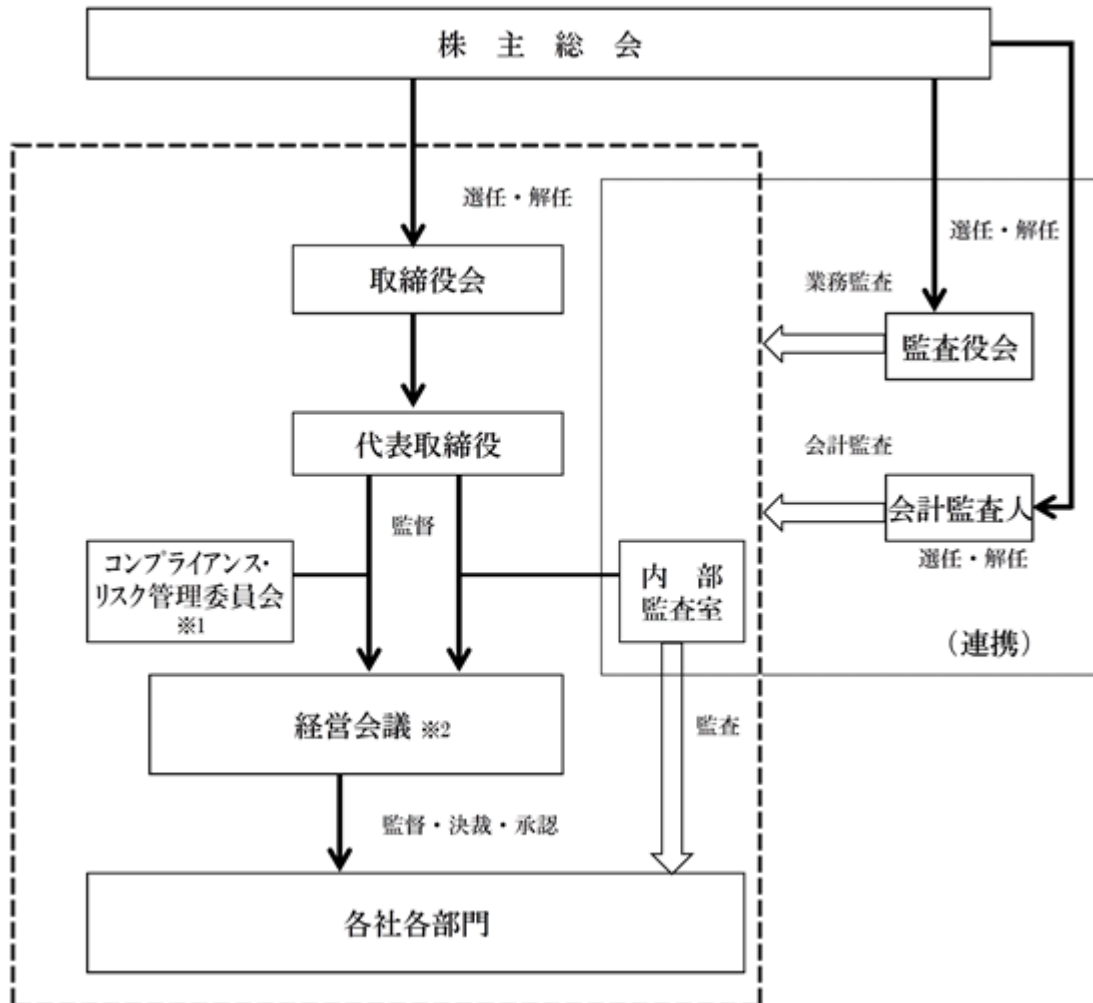 株主総会
選任・解任
選任・解任
取締役会
業務監査
監査役会
代表取締役
会計監査
会計監査人
監督
選任・解任
コンプライアンス・
リスク管理委員会
※1
内部
監査室
（連携）
経営会議 ※2
監査
監督・決裁・承認
各社各部門